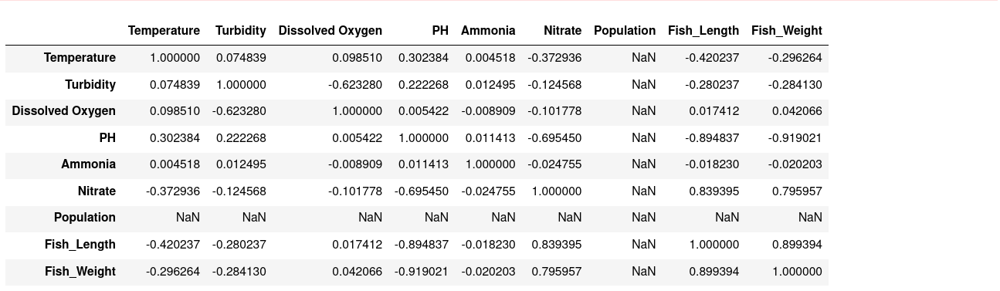 Temperature Turbidity Dissolved Oxygen PH Ammonia Nitrate Population Fish_Length Fish_Weight
Temperature 1.000000 0.074839 0.098510 0.302384 0.004518 -0.372936 NaN -0.420237 -0.296264
Turbidity 0.074839 1.000000 -0.623280 0.222268 0.012495 -0.124568 NaN -0.280237 -0.284130
Dissolved Oxygen 0.098510 -0.623280 1.000000 0.005422 -0.008909 -0.101778 NaN 0.017412 0.042066
PH 0.302384 0.222268 0.005422 1.000000 0.011413 -0.695450 NaN -0.894837 -0.919021
Ammonia 0.004518 0.012495 -0.008909 0.011413 1.000000 -0.024755 NaN -0.018230 -0.020203
Nitrate -0.372936 -0.124568 -0.101778 -0.695450 -0.024755 1.000000 NaN 0.839395 0.795957
Population NaN NaN NaN NaN NaN NaN NaN NaN NaN
Fish_Length -0.420237 -0.280237 0.017412 -0.894837 -0.018230 0.839395 NaN 1.000000 0.899394
Fish_Weight -0.296264 -0.284130 0.042066 -0.919021 -0.020203 0.795957 NaN 0.899394 1.000000